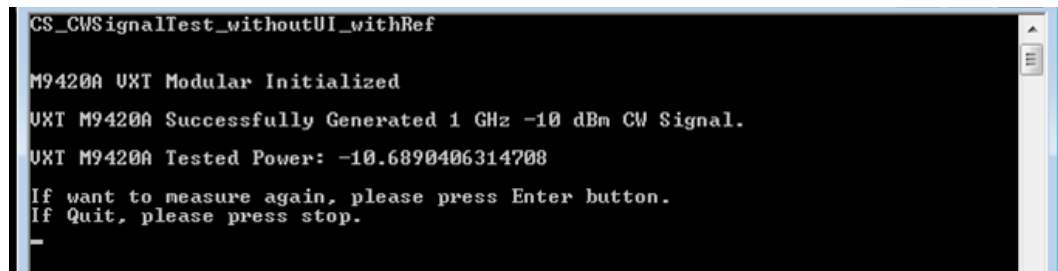 CS_CWSignalTest_withoutUI_withRef
M9420A VXT Modular Initialized
VXT M9420A Successfully Generated 1 GHz -10 dBm CW Signal.
VXT M9420A Tested Power: -10.6890406314708
If want to measure again, please press Enter button.
If Quit, please press stop.